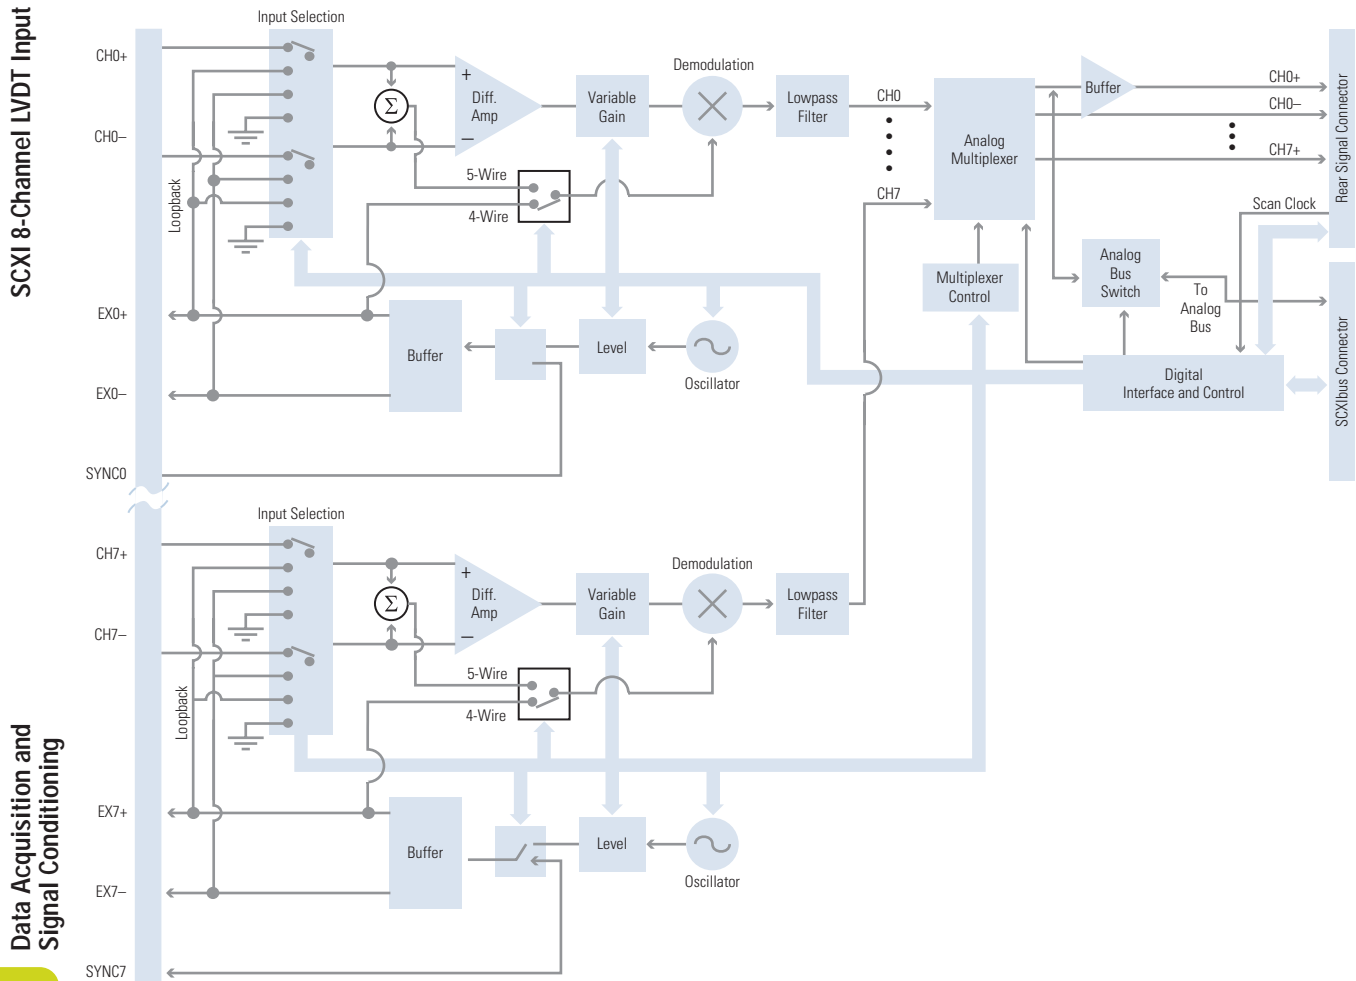 SCXI 8-Channel LVDT Input
Data Acquisition and
Signal Conditioning
Input Selection
CH0+
CH0–
Loopback
Σ
+
–
Diff.
Amp
Variable
Gain
Demodulation
Lowpass
Filter
CH0
CH7
5-Wire
4-Wire
Analog
Multiplexer
Buffer
CH0+
CH0–
CH7+
Rear Signal Connector
Scan Clock
Multiplexer
Control
Analog
Bus
Switch
To
Analog
Bus
SCXIbus Connector
Digital
Interface and Control
EX0+
EX0–
Buffer
Level
Oscillator
SYNC0
Input Selection
CH7+
CH7–
Loopback
Σ
+
–
Diff.
Amp
Variable
Gain
Demodulation
Lowpass
Filter
5-Wire
4-Wire
EX7+
EX7–
Buffer
Level
Oscillator
SYNC7